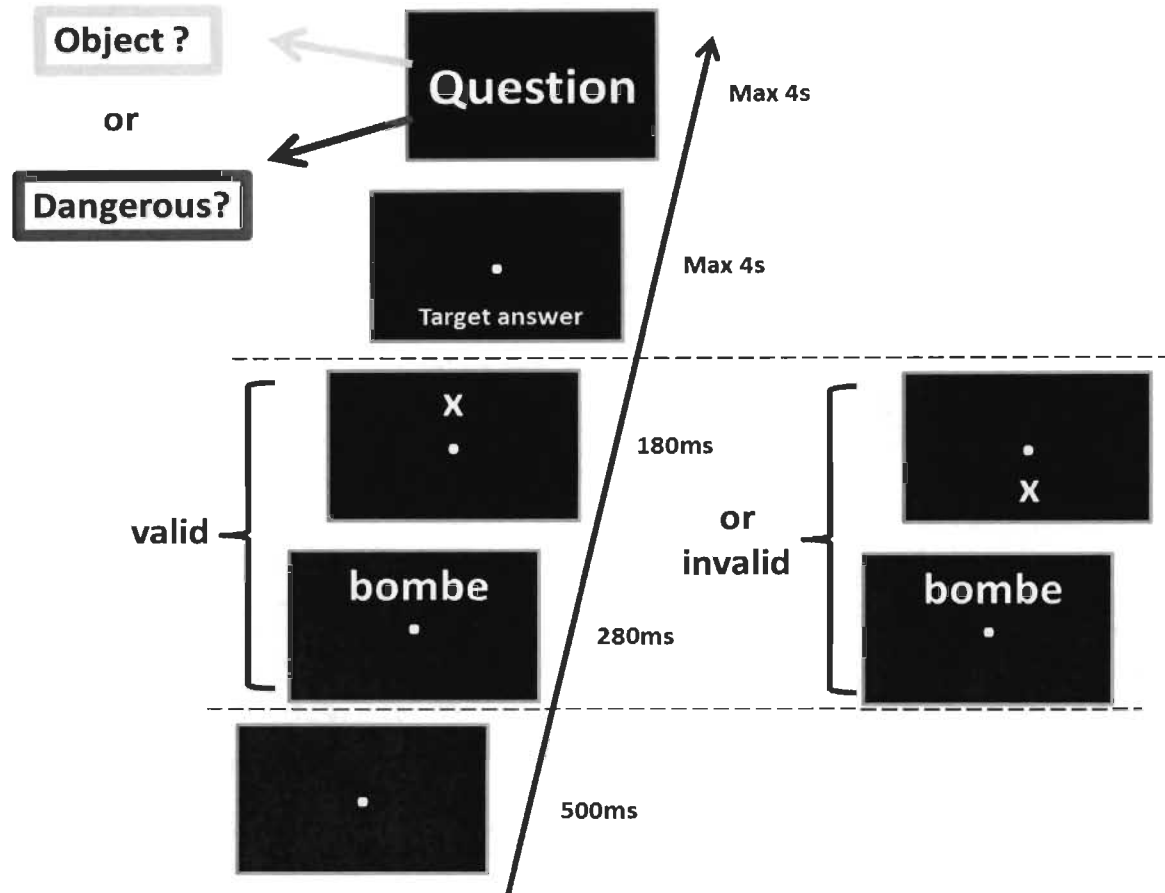 Object ?
or
Dangerous?
Question
Max 4s
Target answer
Max 4s
valid
X
180ms
bombe
280ms
or
invalid
X
bombe
500ms